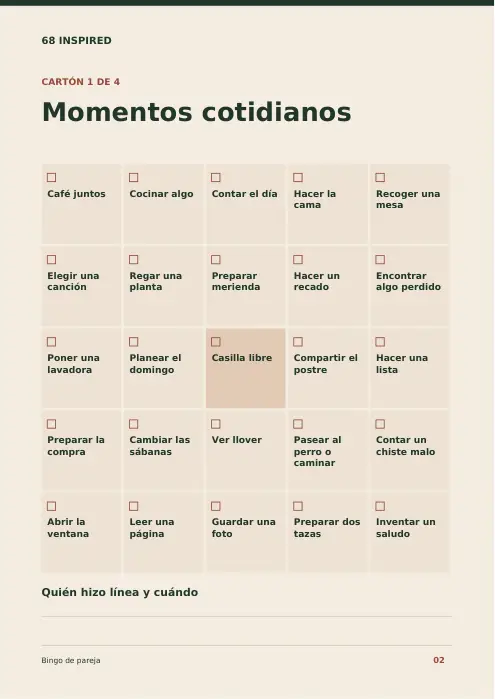 68 INSPIRED
CARTÓN 1 DE 4
Momentos cotidianos
Café juntos
Cocinar algo
Contar el día
Hacer la
cama
Recoger una
mesa
Elegir una
canción
Regar una
planta
Preparar
merienda
Hacer un
recado
Encontrar
algo perdido
Poner una
lavadora
Planear el
domingo
Casilla libre
Compartir el
postre
Hacer una
lista
Preparar la
compra
Cambiar las
sábanas
Ver llover
Pasear al
perro o
caminar
Contar un
chiste malo
Abrir la
ventana
Leer una
página
Guardar una
foto
Preparar dos
tazas
Inventar un
saludo
Quién hizo línea y cuándo
Bingo de pareja
02